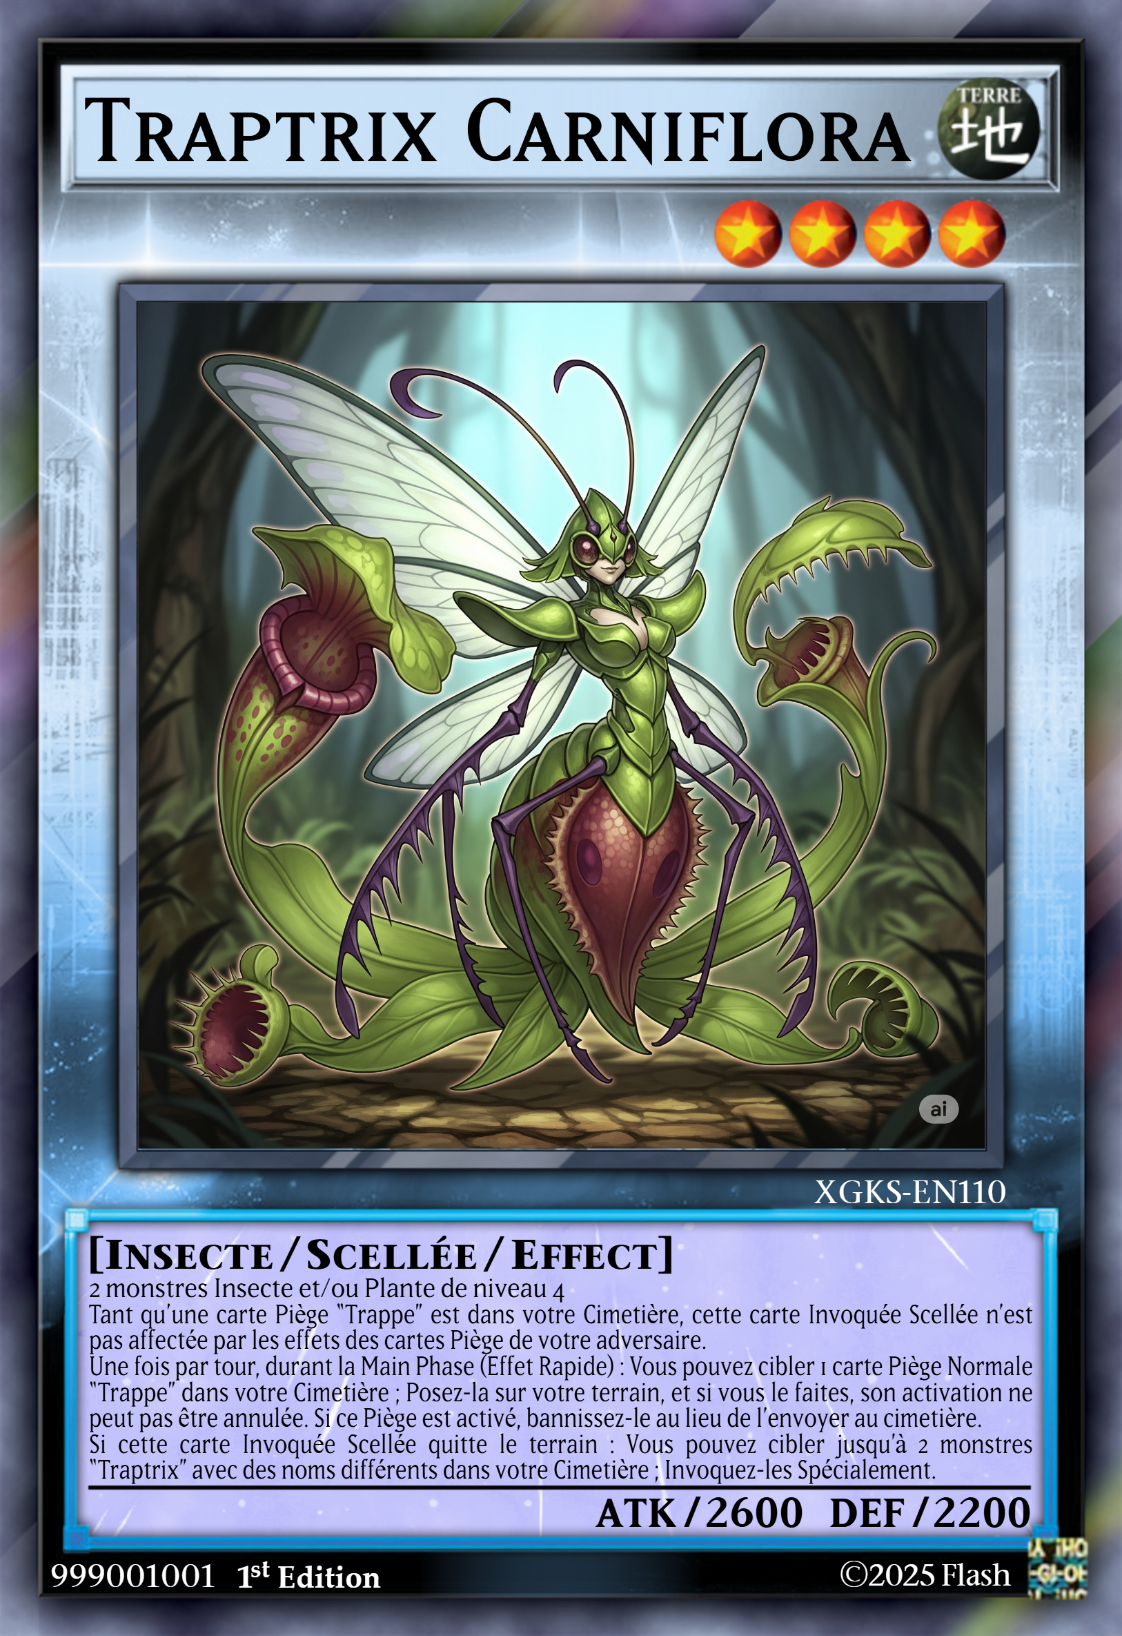 Traptrix Carniflora
TERRE
地
ai
XGKS-EN110
[Insecte/Scellée/Effect]
2 monstres Insecte et/ou Plante de niveau 4
Tant qu'une carte Piège "Trappe" est dans votre Cimetière, cette carte Invoquée Scellée n'est
pas affectée par les effets des cartes Piège de votre adversaire.
Une fois par tour, durant la Main Phase (Effet Rapide) : Vous pouvez cibler 1 carte Piège Normale
"Trappe" dans votre Cimetière ; Posez-la sur votre terrain, et si vous le faites, son activation ne
peut pas être annulée. Si ce Piège est activé, bannissez-le au lieu de l'envoyer au cimetière.
Si cette carte Invoquée Scellée quitte le terrain : Vous pouvez cibler jusqu'à 2 monstres
"Traptrix" avec des noms différents dans votre Cimetière ; Invoquez-les Spécialement.
ATK/2600 DEF/2200
999001001 1st Edition
©2025 Flash